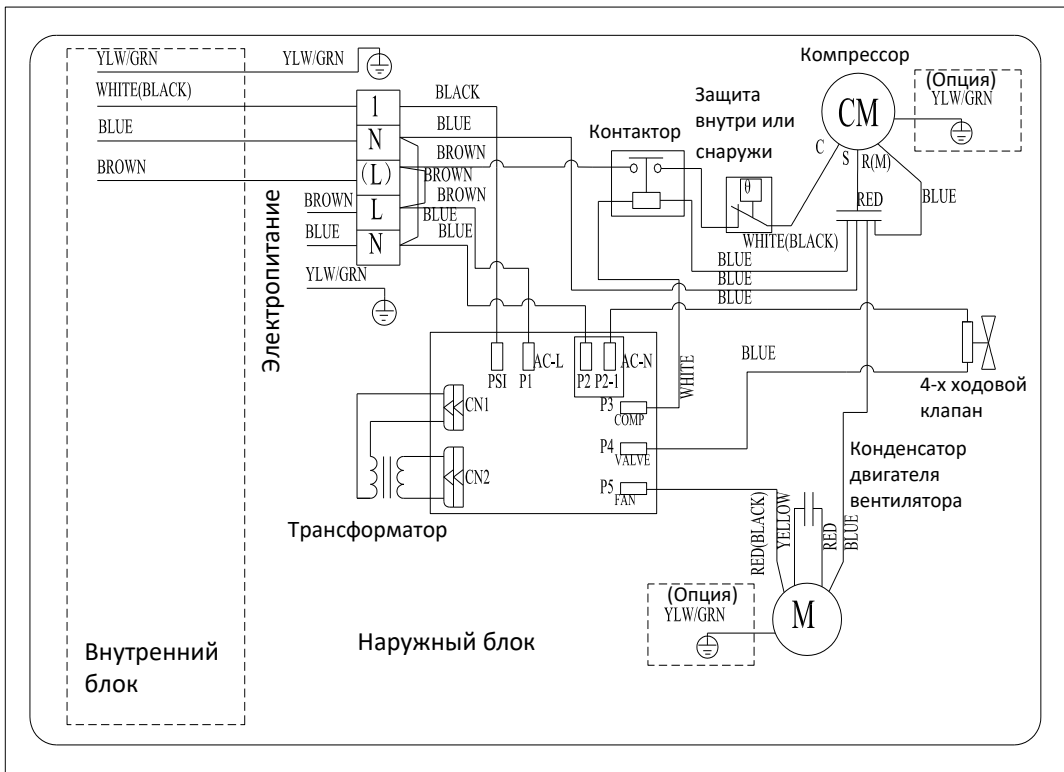 YLW/GRN
YLW/GRN
WHITE(BLACK)
BLUE
BROWN
1
N
(L)
L
N
BROWN
BLUE
YLW/GRN
Электропитание
BLACK
BLUE
BROWN
BROWN
BROWN
BLUE
BLUE
Контактор
Защита
внутри или
снаружи
θ
Компрессор
CM
C
S
R(M)
(Опция)
YLW/GRN
RED
BLUE
WHITE(BLACK)
BLUE
BLUE
BLUE
PSI
P1
AC-L
P2
P2-1
AC-N
P3
COMP
P4
VALVE
P5
FAN
WHITE
BLUE
4-х ходовой
клапан
CN1
CN2
Трансформатор
Конденсатор
двигателя
вентилятора
RED(BLACK)
YELLOW
RED
BLUE
M
(Опция)
YLW/GRN
Внутренний
блок
Наружный блок